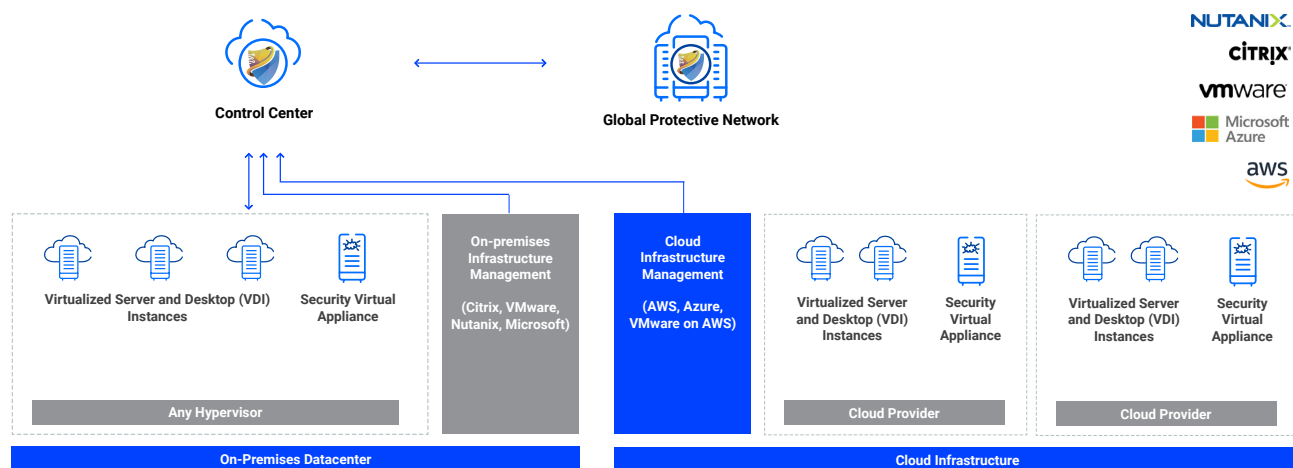 NUTANIX
CITRIX
vmware
Microsoft
Azure
aws
Control Center
Global Protective Network
Virtualized Server and Desktop (VDI)
Instances
Security Virtual
Appliance
Any Hypervisor
On-premises
Infrastructure
Management
(Citrix, VMware,
Nutanix, Microsoft)
On-Premises Datacenter
Cloud
Infrastructure
Management
(AWS, Azure,
VMware on AWS)
Virtualized Server
and Desktop (VDI)
Instances
Security
Virtual
Appliance
Cloud Provider
Virtualized Server
and Desktop (VDI)
Instances
Security
Virtual
Appliance
Cloud Provider
Cloud Infrastructure